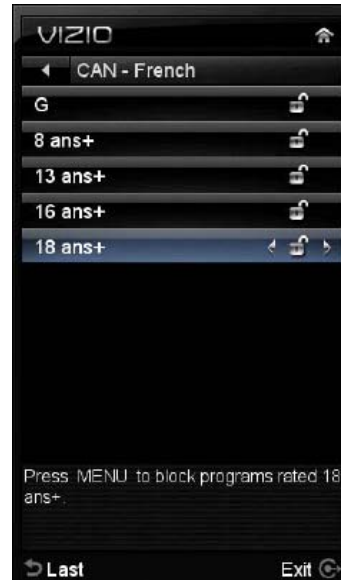 VIZIO
CAN - French
G
8 ans+
13 ans+
16 ans+
18 ans+
Press MENU to block programs rated 18
ans+.
Last Exit